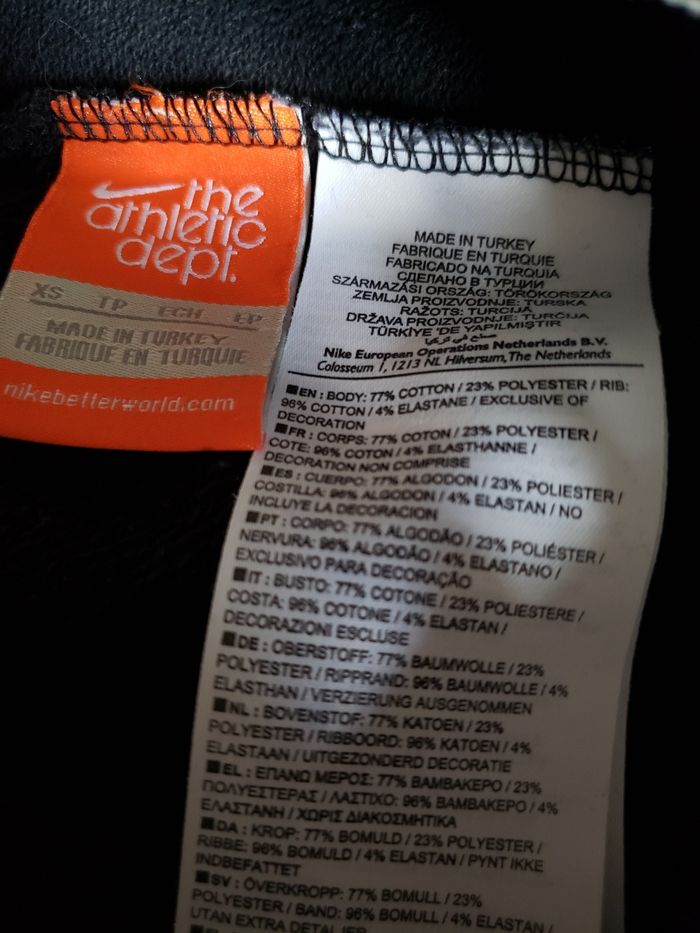 the
athletic
dept.
XS TP ECH EP
MADE IN TURKEY
FABRIQUE EN TURQUIE
nikebetterworld.com
MADE IN TURKEY
FABRIQUE EN TURQUIE
FABRICADO NA TURQUIA
СДЕЛАНО В ТУРЦИИ
SZÁRMAZÁSI ORSZÁG: TÖRÖKORSZÁG
ZEMLJA PROIZVODNJE: TURSKA
RAŽOTS: TURCIJĀ
DRŽAVA PROIZVODNJE: TURČIJA
صنع في تركيا
TÜRKİYE 'DE YAPILMIŞTIR
Nike European Operations Netherlands B.V.
Colosseum 1, 1213 NL Hilversum, The Netherlands
EN : BODY: 77% COTTON / 23% POLYESTER / RIB:
96% COTTON / 4% ELASTANE / EXCLUSIVE OF
DECORATION
FR : CORPS: 77% COTON / 23% POLYESTER /
COTE: 96% COTON / 4% ELASTHANNE /
DECORATION NON COMPRISE
ES : CUERPO: 77% ALGODON / 23% POLIESTER /
COSTILLA: 96% ALGODON / 4% ELASTAN / NO
INCLUYE LA DECORACION
PT : CORPO: 77% ALGODÃO / 23% POLIÉSTER /
NERVURA: 96% ALGODÃO / 4% ELASTANO /
EXCLUSIVO PARA DECORAÇÃO
IT : BUSTO: 77% COTONE / 23% POLIESTERE /
COSTA: 96% COTONE / 4% ELASTAN /
DECORAZIONI ESCLUSE
DE : OBERSTOFF: 77% BAUMWOLLE / 23%
POLYESTER / RIPPRAND: 96% BAUMWOLLE / 4%
ELASTHAN / VERZIERUNG AUSGENOMMEN
NL : BOVENSTOF: 77% KATOEN / 23%
POLYESTER / RIBBOORD: 96% KATOEN / 4%
ELASTAAN / UITGEZONDERD DECORATIE
EL : ΕΠΑΝΩ ΜΕΡΟΣ: 77% ΒΑΜΒΑΚΕΡΟ / 23%
ΠΟΛΥΕΣΤΕΡΑΣ / ΛΑΣΤΙΧΟ: 96% ΒΑΜΒΑΚΕΡΟ / 4%
ΕΛΑΣΤΑΝΗ / ΧΩΡΙΣ ΔΙΑΚΟΣΜΗΤΙΚΑ
DA : KROP: 77% BOMULD / 23% POLYESTER /
RIBBE: 96% BOMULD / 4% ELASTAN / PYNT IKKE
INDBEFATTET
SV : ÖVERKROPP: 77% BOMULL / 23%
POLYESTER / BAND: 96% BOMULL / 4% ELASTAN /
UTAN EXTRA DETALJER